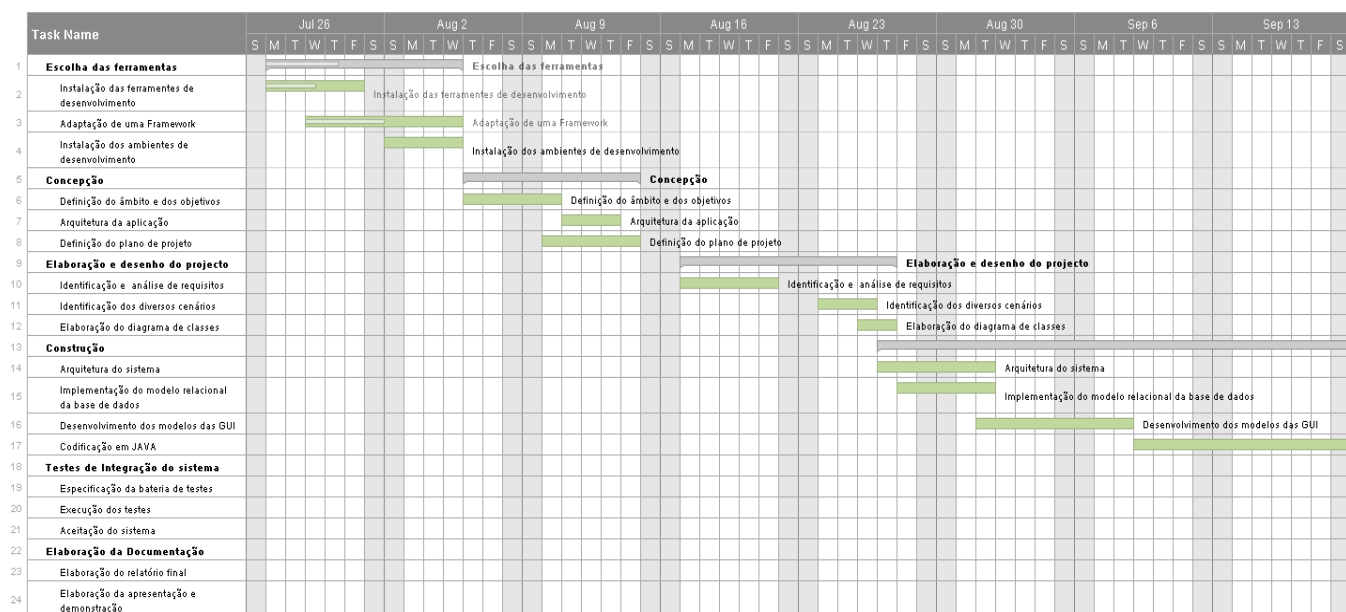 Task Name
Jul 26 Aug 2 Aug 9 Aug 16 Aug 23 Aug 30 Sep 6 Sep 13
S M T W T F S S M T W T F S S M T W T F S S M T W T F S S M T W T F S S M T W T F S S M T W T F S S M T W T F S
1 Escolha das ferramentas Escolha das ferramentas
2 Instalação das ferramentes de
desenvolvimento
Instalação das ferramentes de desenvolvimento
3 Adaptação de uma Framework Adaptação de uma Framework
4 Instalação dos ambientes de
desenvolvimento
Instalação dos ambientes de desenvolvimento
5 Concepção Concepção
6 Definição do âmbito e dos objetivos Definição do âmbito e dos objetivos
7 Arquitetura da aplicação Arquitetura da aplicação
8 Definição do plano de projeto Definição do plano de projeto
9 Elaboração e desenho do projecto Elaboração e desenho do projecto
10 Identificação e análise de requisitos Identificação e análise de requisitos
11 Identificação dos diversos cenários Identificação dos diversos cenários
12 Elaboração do diagrama de classes Elaboração do diagrama de classes
13 Construção
14 Arquitetura do sistema Arquitetura do sistema
15 Implementação do modelo relacional
da base de dados
Implementação do modelo relacional da base de dados
16 Desenvolvimento dos modelos das GUI Desenvolvimento dos modelos das GUI
17 Codificação em JAVA
18 Testes de Integração do sistema
19 Especificação da bateria de testes
20 Execução dos testes
21 Aceitação do sistema
22 Elaboração da Documentação
23 Elaboração do relatório final
24 Elaboração da apresentação e
demonstração